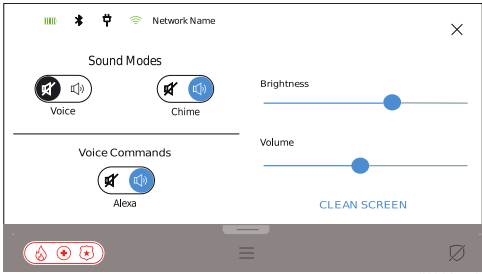 Network Name
Sound Modes
Voice
Chime
Voice Commands
Alexa
Brightness
Volume
CLEAN SCREEN